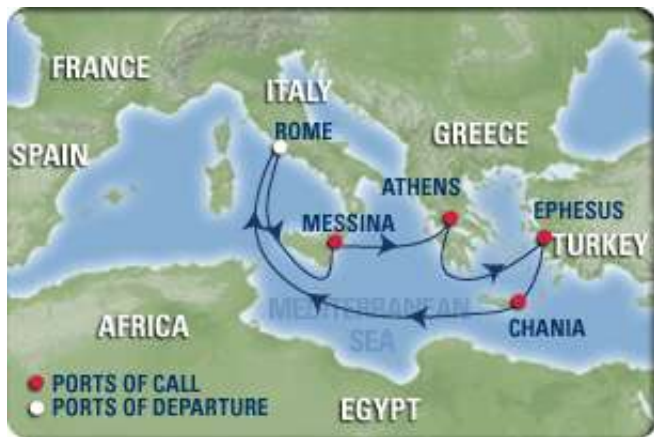 FRANCE
ITALY
ROME
SPAIN
GREECE
ATHENS
EPHESUS
MESSINA
TURKEY
MEDITERRANEAN
SEA
AFRICA
CHANIA
PORTS OF CALL
PORTS OF DEPARTURE
EGYPT